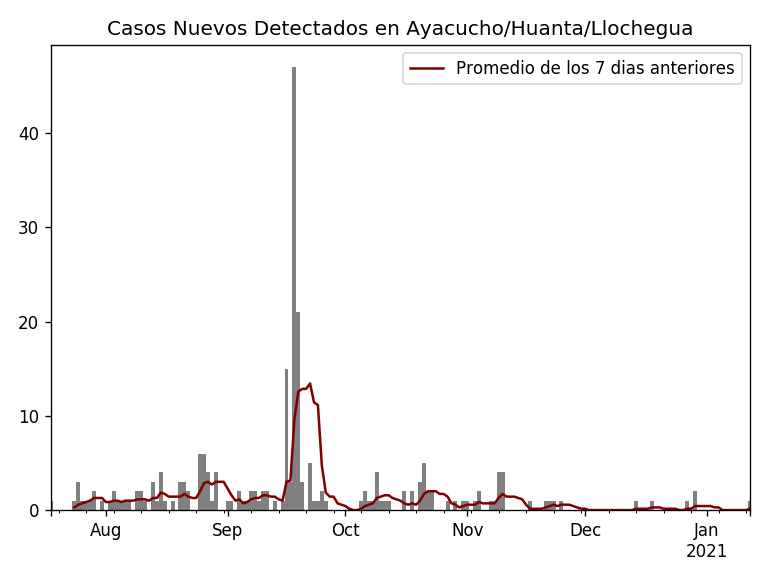 Casos Nuevos Detectados en Ayacucho/Huanta/Llochegua
Promedio de los 7 dias anteriores
40
30
20
10
0
Aug Sep Oct Nov Dec Jan
2021